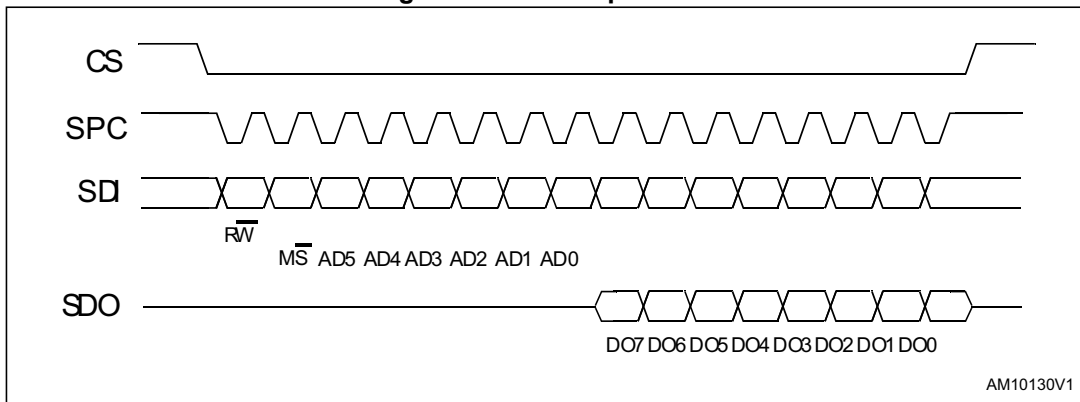 CS
SPC
SDI
RW
MS AD5 AD4 AD3 AD2 AD1 AD0
SDO
DO7 DO6 DO5 DO4 DO3 DO2 DO1 DO0
AM10130V1